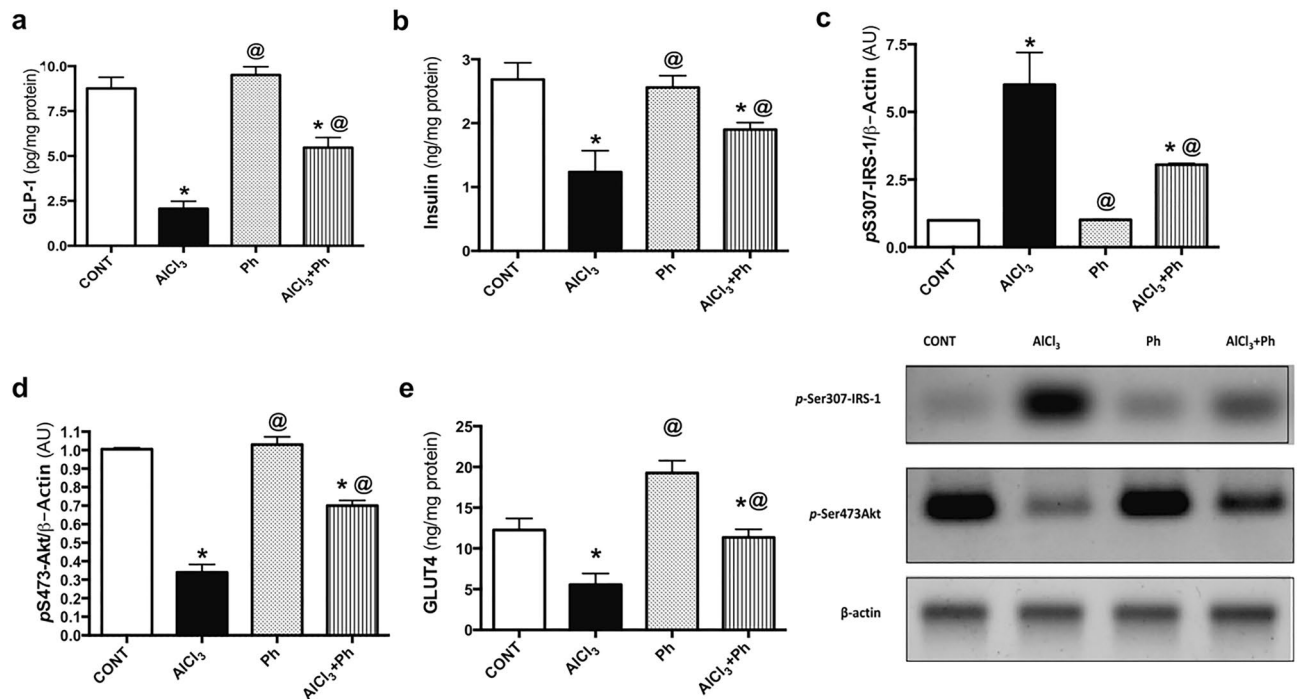 a
GLP-1 (pg/mg protein)
10.0
7.5
5.0
2.5
0.0
*
@
* @
CONT
AlCl₃
Ph
AlCl₃+Ph
b
Insulin (ng/mg protein)
3
2
1
0
*
@
* @
CONT
AlCl₃
Ph
AlCl₃+Ph
c
pS307-IRS-1/β−Actin (AU)
7.5
5.0
2.5
0.0
*
@
* @
CONT
AlCl₃
Ph
AlCl₃+Ph
d
pS473-Akt/β−Actin (AU)
1.1
1.0
0.9
0.8
0.7
0.6
0.5
0.4
0.3
0.2
0.1
0.0
*
@
* @
CONT
AlCl₃
Ph
AlCl₃+Ph
e
GLUT4 (ng/mg protein)
25
20
15
10
5
0
*
@
*@
CONT
AlCl₃
Ph
AlCl₃+Ph
CONT AlCl₃ Ph AlCl₃+Ph
p-Ser307-IRS-1
p-Ser473Akt
β-actin